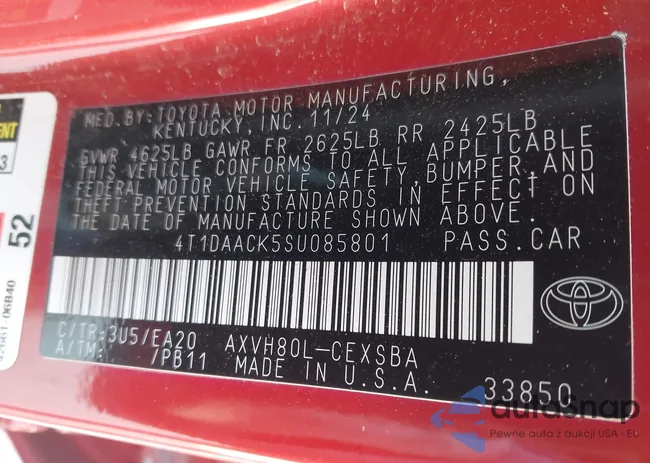 MFD.BY:TOYOTA MOTOR MANUFACTURING,
KENTUCKY,INC.11/24
GVWR 4625LB GAWR FR 2625LB RR 2425LB
THIS VEHICLE CONFORMS TO ALL APPLICABLE
FEDERAL MOTOR VEHICLE SAFETY,BUMPER,AND
THEFT PREVENTION STANDARDS IN EFFECT ON
THE DATE OF MANUFACTURE SHOWN ABOVE.
4T1DAACK5SU085801 PASS.CAR
C/TR:3U5/EA20 AXVH80L-CEXSBA
A/TM: /PB11 MADE IN U.S.A. 33850
52
autoSnap
Pewne auta z aukcji USA i EU